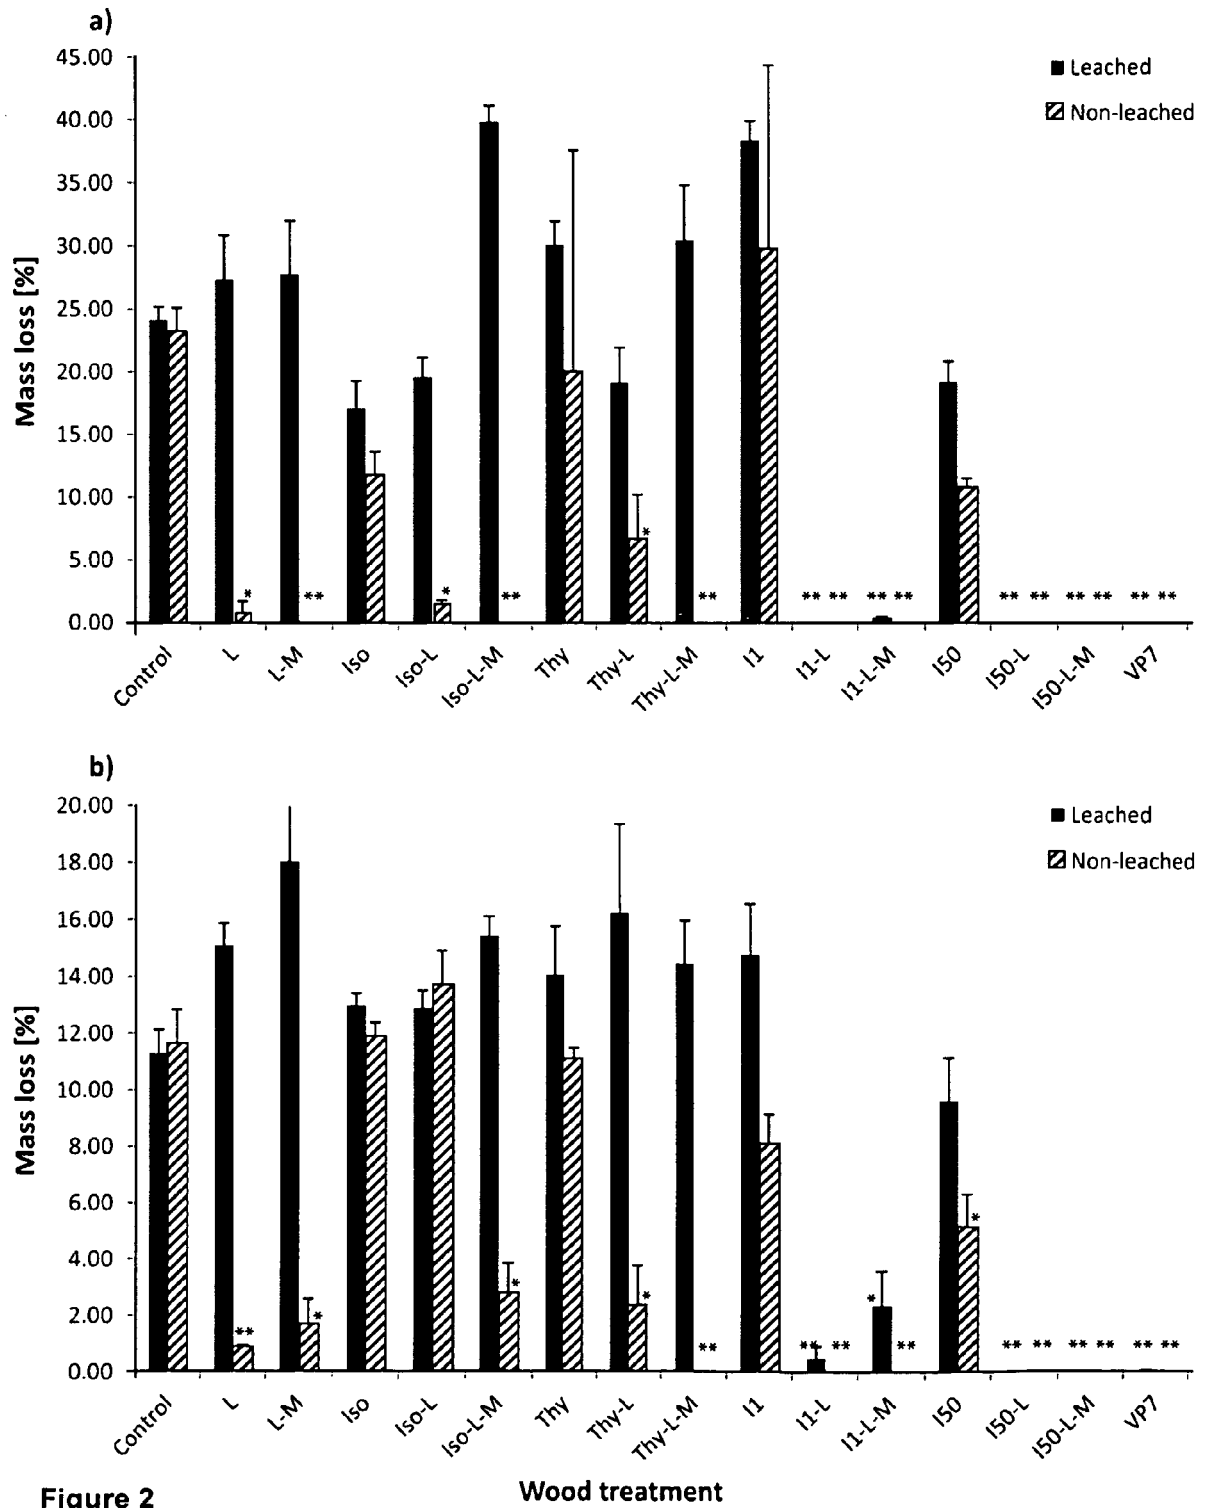 a)
45.00
40.00
35.00
30.00
25.00
20.00
15.00
10.00
5.00
0.00
Mass loss [%]
Leached
Non-leached
* ** * ** * ** ** ** ** ** ** ** ** ** ** **
Control L L-M Iso Iso-L Iso-L-M Thy Thy-L Thy-L-M I1 I1-L I1-L-M I50 I50-L I50-L-M VP7
b)
20.00
18.00
16.00
14.00
12.00
10.00
8.00
6.00
4.00
2.00
0.00
Mass loss [%]
Leached
Non-leached
** * * * ** ** ** * ** * ** ** ** ** ** **
Control L L-M Iso Iso-L Iso-L-M Thy Thy-L Thy-L-M I1 I1-L I1-L-M I50 I50-L I50-L-M VP7
Wood treatment
Figure 2